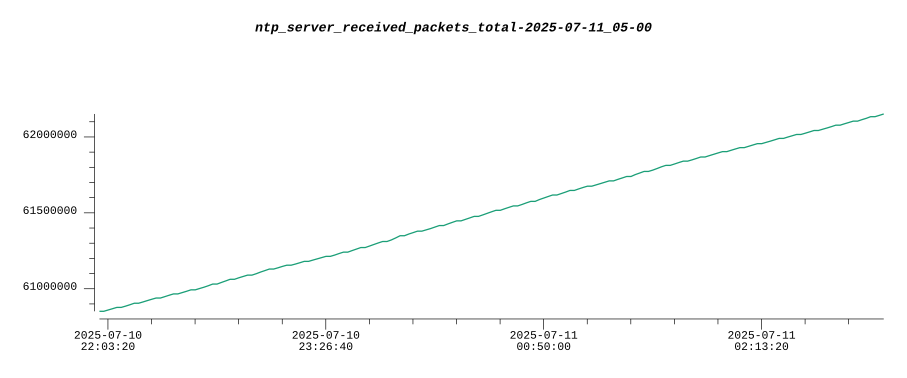 ntp_server_received_packets_total-2025-07-11_05-00
62000000
61500000
61000000
2025-07-10 2025-07-10 2025-07-11 2025-07-11
22:03:20 23:26:40 00:50:00 02:13:20